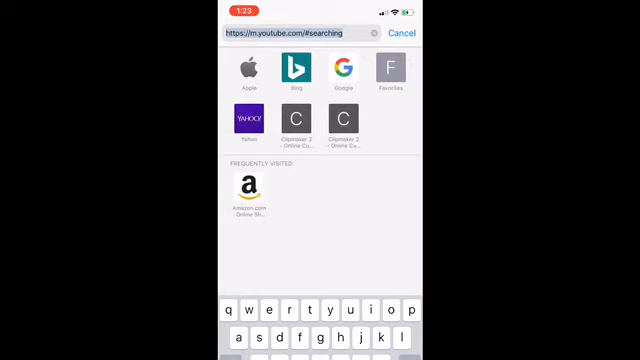 1:23
https://m.youtube.com/#searching
Cancel
F
Apple
Bing
Google
Favorites
YAHOO!
C
C
Yahoo
Clipmaker 2
- Online Cu...
Clipmaker 2
- Online Cu...
FREQUENTLY VISITED
a
Amazon.com
: Online Sh...
q w e r t y u i o p
a s d f g h j k l